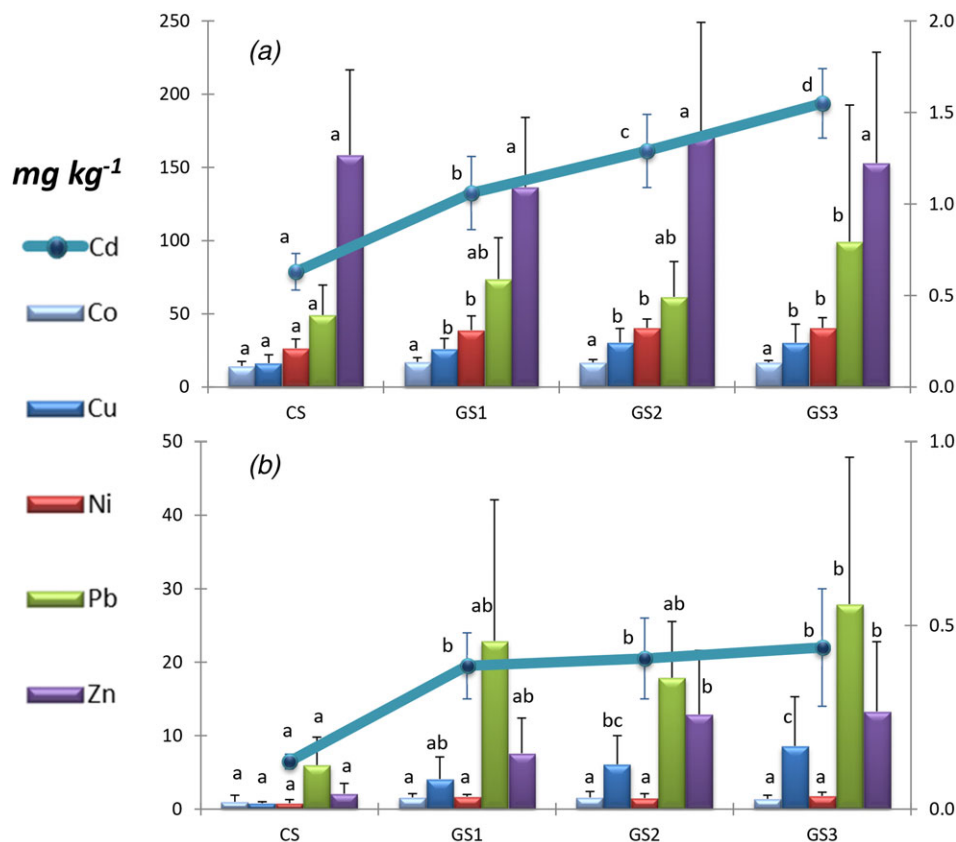 mg kg-1
Cd
Co
Cu
Ni
Pb
Zn
(a)
250
200
150
100
50
0
2.0
1.5
1.0
0.5
0.0
a a a a a a
a b b ab a b
a b b ab a c
a b b b a d
CS GS1 GS2 GS3
(b)
50
40
30
20
10
0
1.0
0.5
0.0
a a a a a a
a ab a ab ab b
a bc a ab b b
a c a b b b
CS GS1 GS2 GS3